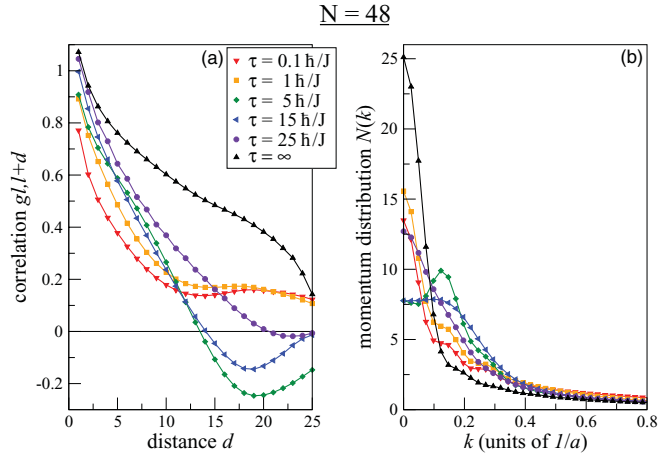 N = 48
(a)
τ = 0.1 ħ/J
τ = 1 ħ/J
τ = 5 ħ/J
τ = 15 ħ/J
τ = 25 ħ/J
τ = ∞
correlation gl,l+d
1
0.8
0.6
0.4
0.2
0
-0.2
0 5 10 15 20 25
distance d
(b)
momentum distribution N(k)
25
20
15
10
5
0
0 0.2 0.4 0.6 0.8
k (units of 1/a)